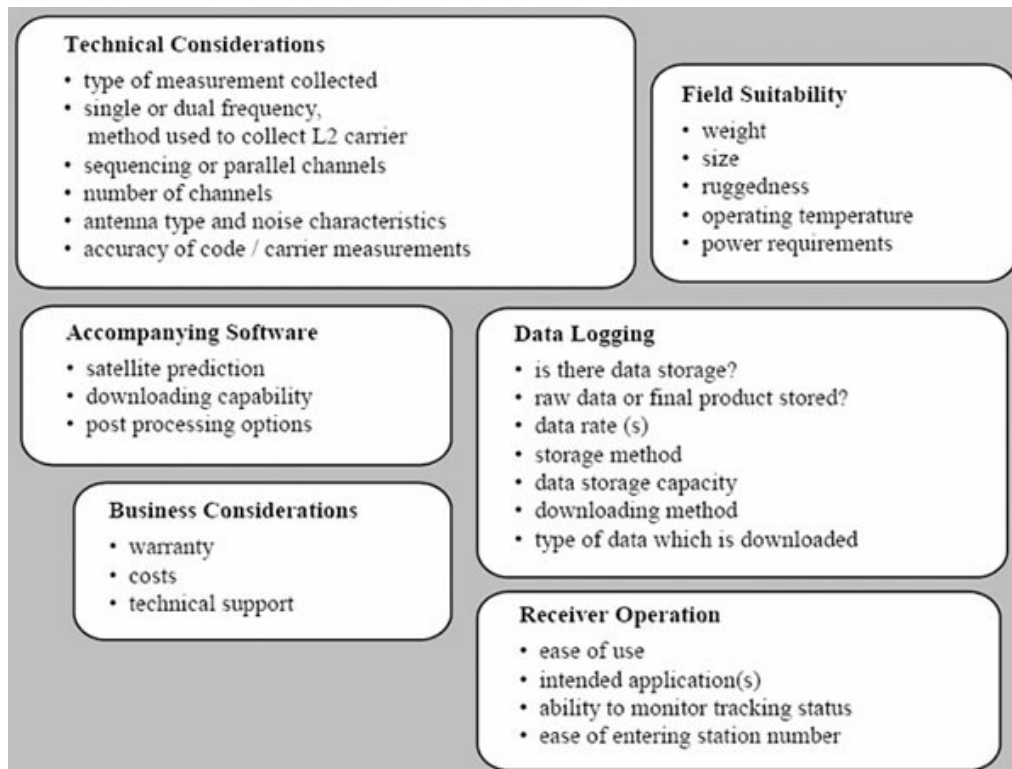 Technical Considerations
• type of measurement collected
• single or dual frequency,
method used to collect L2 carrier
• sequencing or parallel channels
• number of channels
• antenna type and noise characteristics
• accuracy of code / carrier measurements
Field Suitability
• weight
• size
• ruggedness
• operating temperature
• power requirements
Accompanying Software
• satellite prediction
• downloading capability
• post processing options
Data Logging
• is there data storage?
• raw data or final product stored?
• data rate (s)
• storage method
• data storage capacity
• downloading method
• type of data which is downloaded
Business Considerations
• warranty
• costs
• technical support
Receiver Operation
• ease of use
• intended application(s)
• ability to monitor tracking status
• ease of entering station number